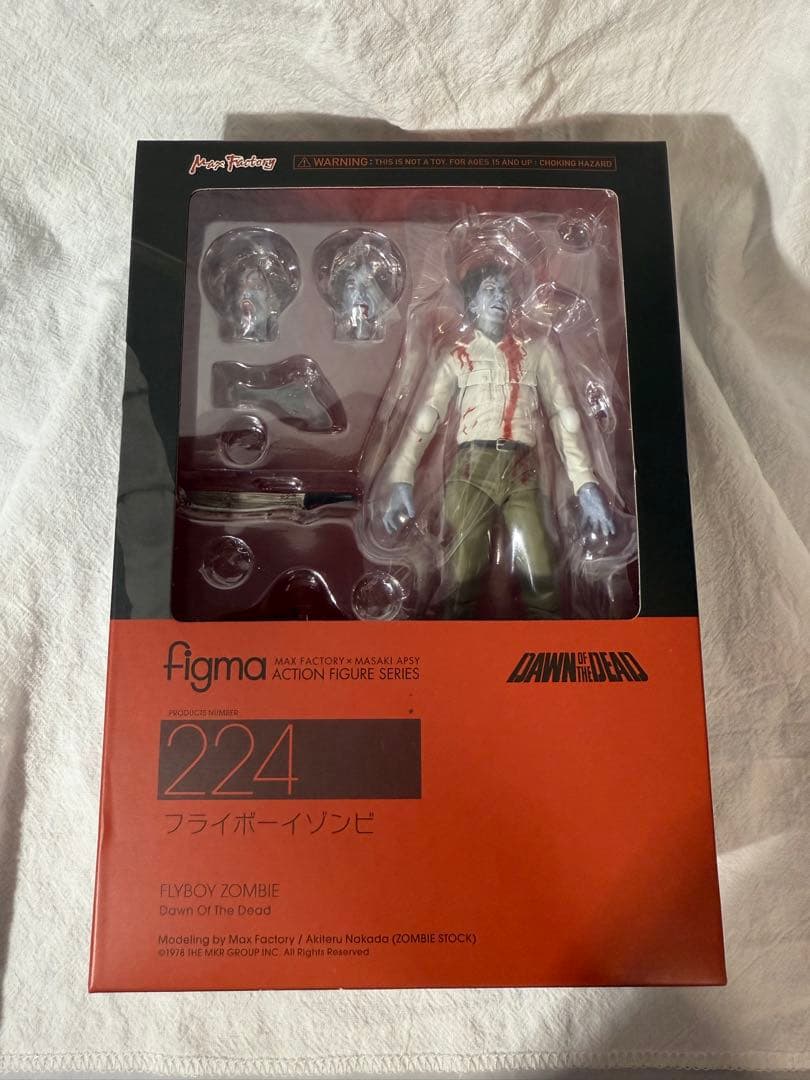 Max Factory
⚠ WARNING : THIS IS NOT A TOY. FOR AGES 15 AND UP : CHOKING HAZARD
figma
MAX FACTORY × MASAKI APSY
ACTION FIGURE SERIES
DAWN OF THE DEAD
PRODUCTS NUMBER
224
フライボーイゾンビ
FLYBOY ZOMBIE
Dawn Of The Dead
Modeling by Max Factory / Akiteru Nakada (ZOMBIE STOCK)
©1978 THE MKR GROUP INC. All Rights Reserved